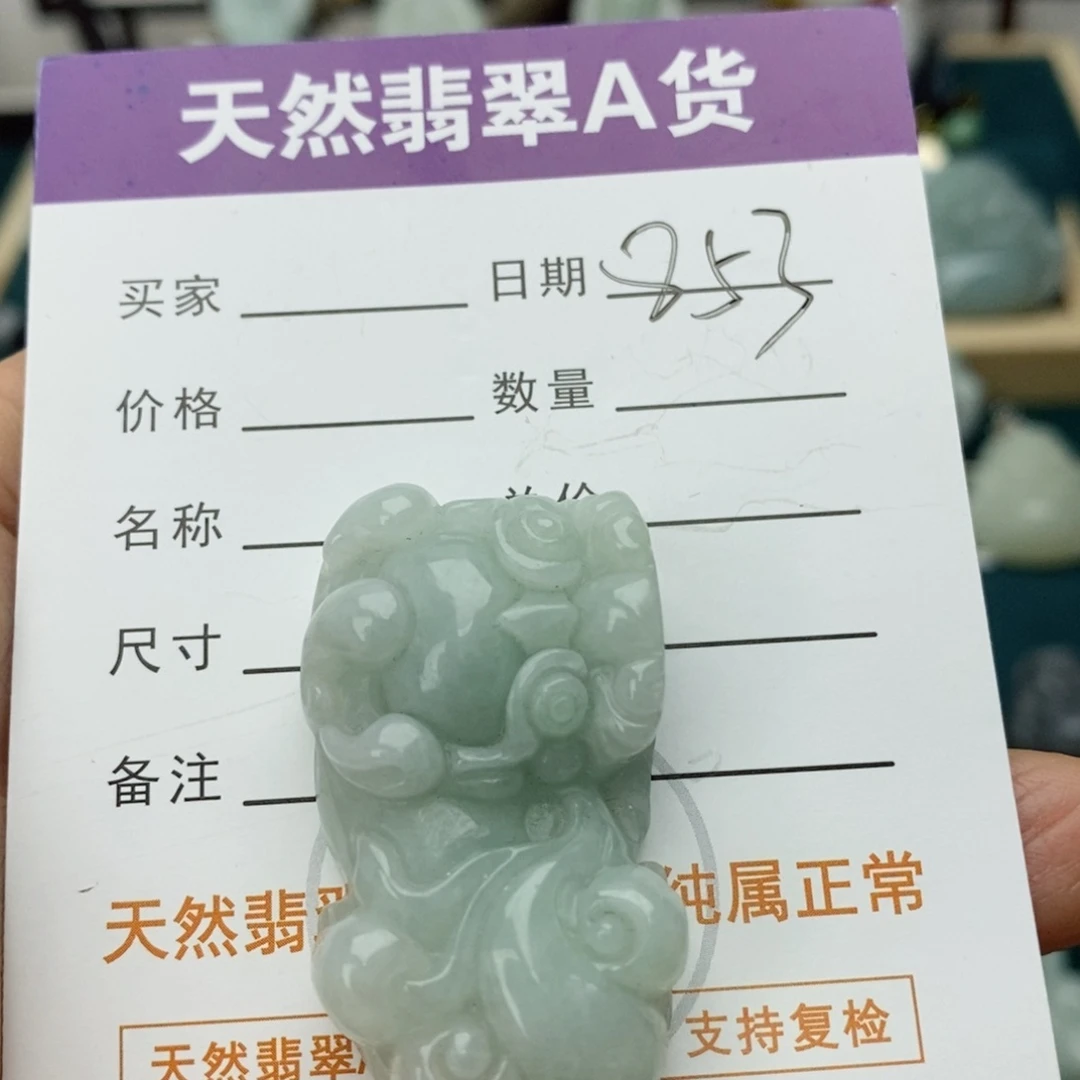 天然翡翠A货
买家 日期 853
价格 数量
名称
尺寸
备注
天然翡 纯属正常
天然翡翠 支持复检